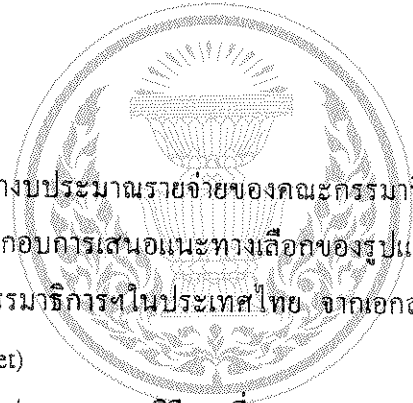 างบประมาณรายจ่ายของคณะกรรมาธิ
กอบการเสนอแนะทางเลือกของรูปแ
รรมาธิการฯในประเทศไทย จากเอกส
et)